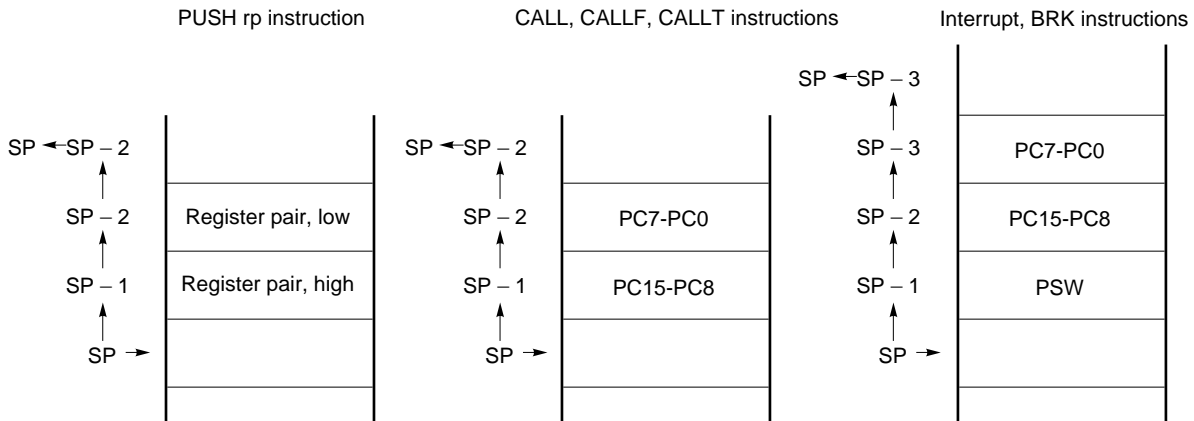 PUSH rp instruction
SP ← SP – 2
SP – 2 Register pair, low
SP – 1 Register pair, high
SP →
CALL, CALLF, CALLT instructions
SP ← SP – 2
SP – 2 PC7-PC0
SP – 1 PC15-PC8
SP →
Interrupt, BRK instructions
SP ← SP – 3
SP – 3 PC7-PC0
SP – 2 PC15-PC8
SP – 1 PSW
SP →